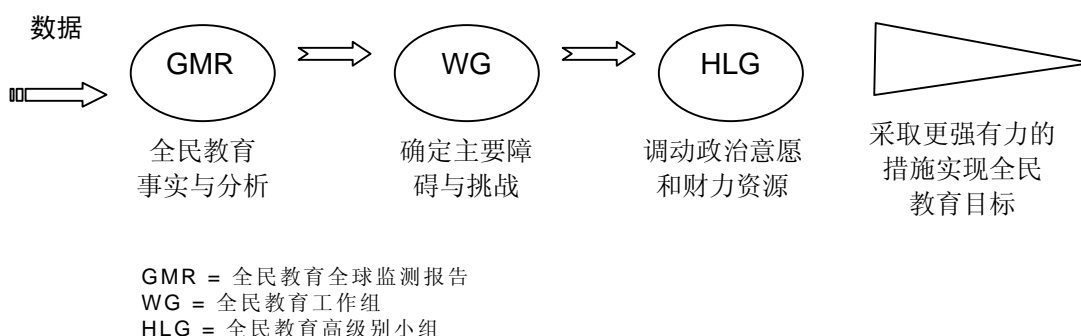 数据
GMR
WG
HLG
全民教育
事实与分析
确定主要障
碍与挑战
调动政治意愿
和财力资源
采取更强有力的
措施实现全民
教育目标
GMR = 全民教育全球监测报告
WG = 全民教育工作组
HLG = 全民教育高级别小组